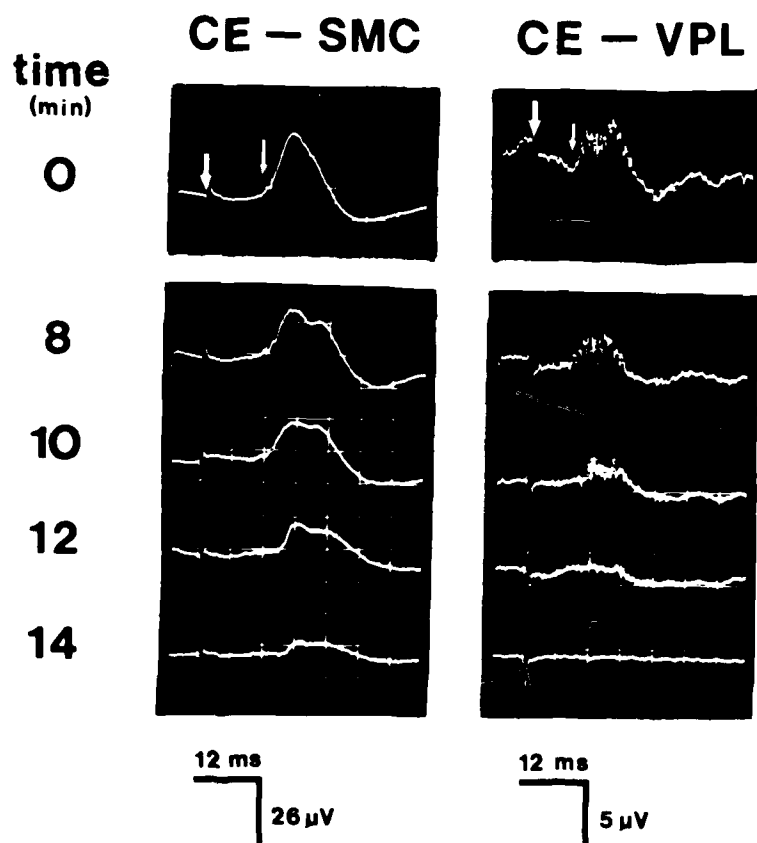 CE – SMC
CE – VPL
time
(min)
0
8
10
12
14
12 ms
26 µV
12 ms
5 µV